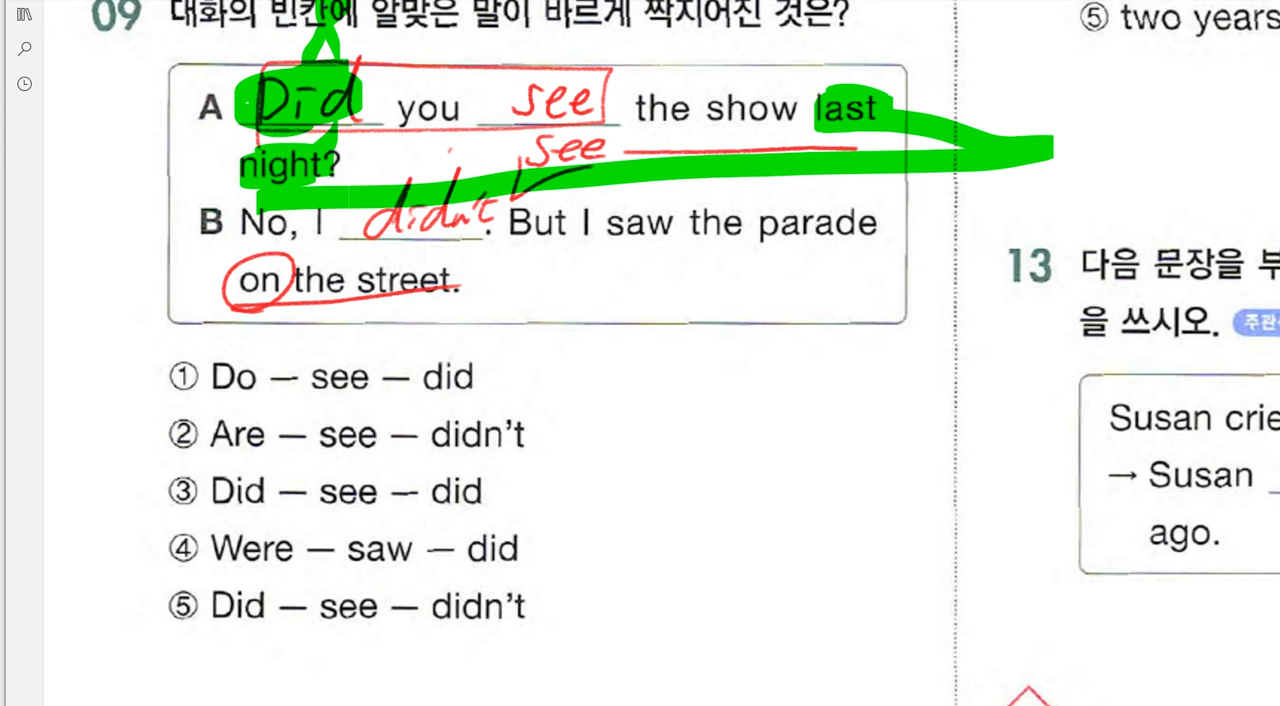 09 대화의 빈칸에 알맞은 말이 바르게 짝지어진 것은?
A Did you see the show last
night?
see
B No, I didn't. But I saw the parade
on the street.
① Do – see – did
② Are – see – didn't
③ Did – see – did
④ Were – saw – did
⑤ Did – see – didn't
⑤ two years
13 다음 문장을 부
을 쓰시오. 주관
Susan crie
→ Susan
ago.